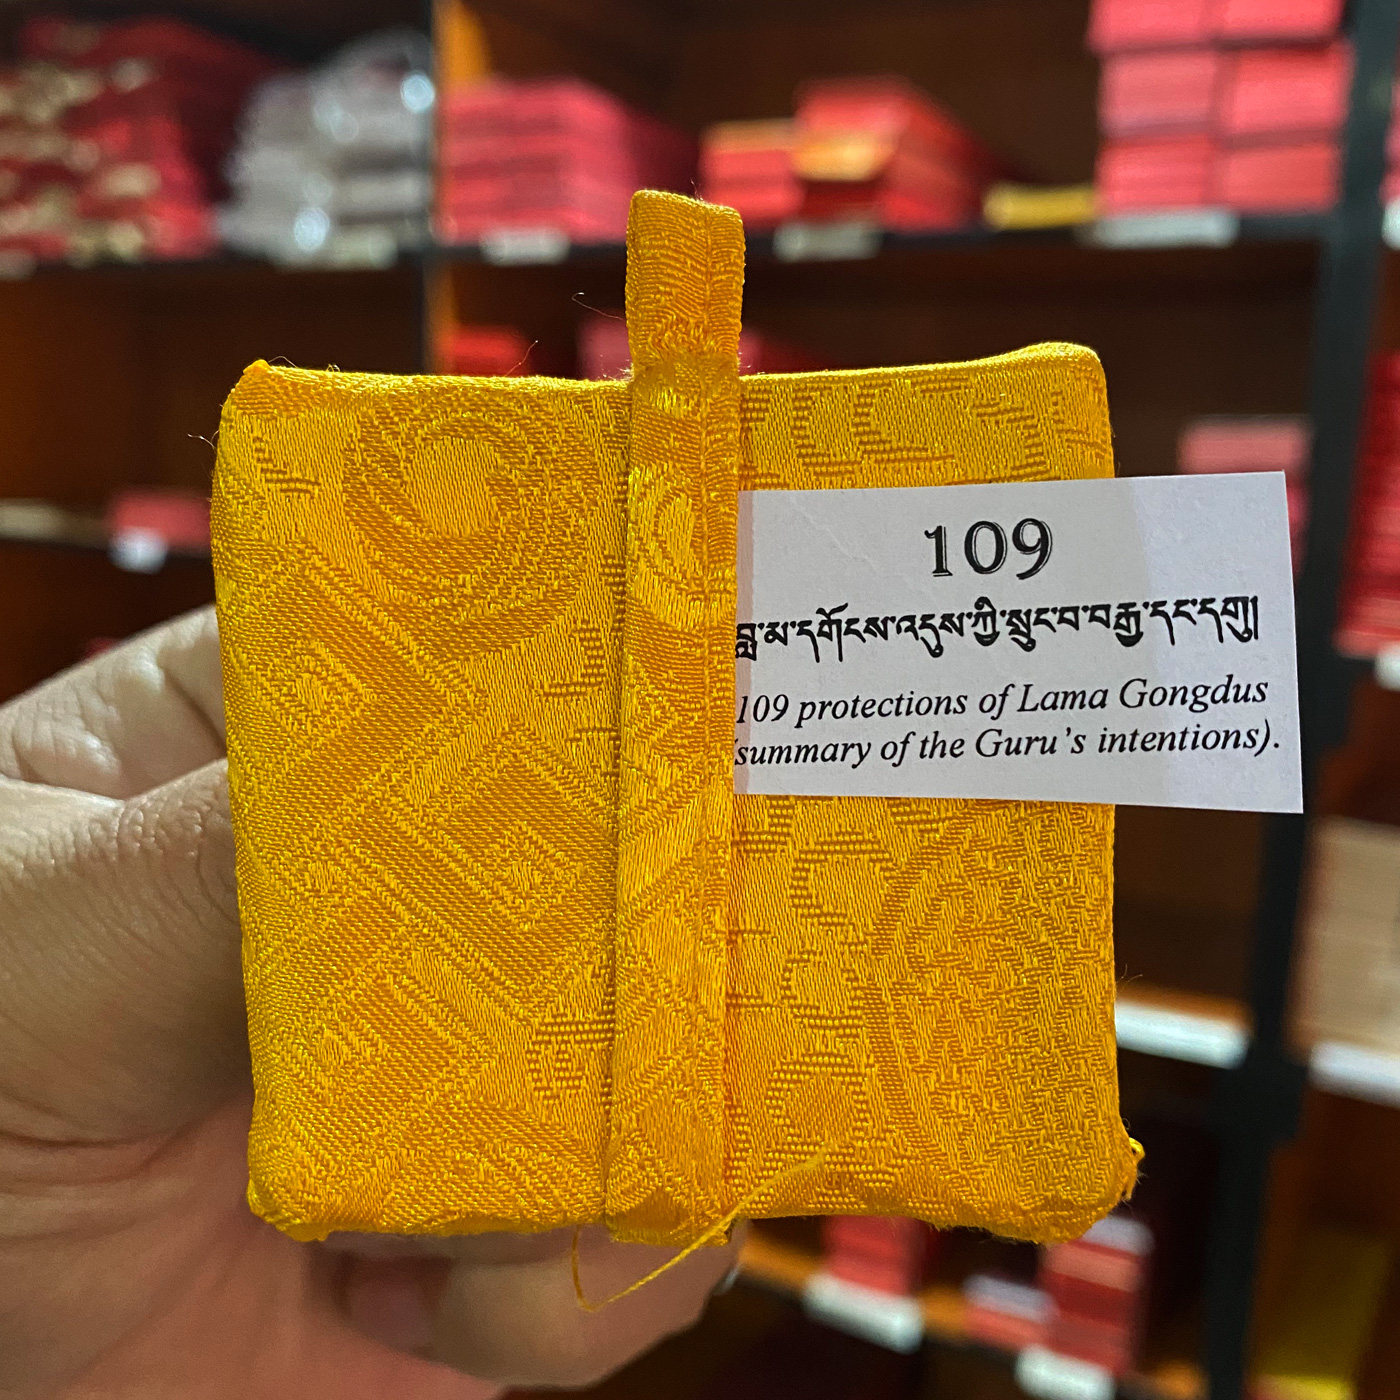 109
བླ་མ་དགོངས་འདུས་ཀྱི་སྲུང་བ་བརྒྱ་དང་དགུ།
109 protections of Lama Gongdus
(summary of the Guru's intentions).